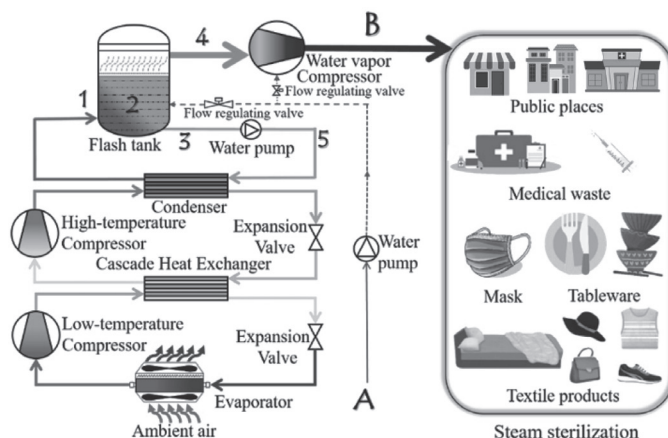 4
B
Water vapor
Compressor
Flow regulating valve
Public places
1
2
Flow regulating valve
Flash tank
3
Water pump
5
Medical waste
Condenser
High-temperature
Compressor
Expansion
Valve
Water
pump
Cascade Heat Exchanger
Mask
Tableware
Low-temperature
Compressor
Expansion
Valve
Evaporator
Ambient air
A
Textile products
Steam sterilization